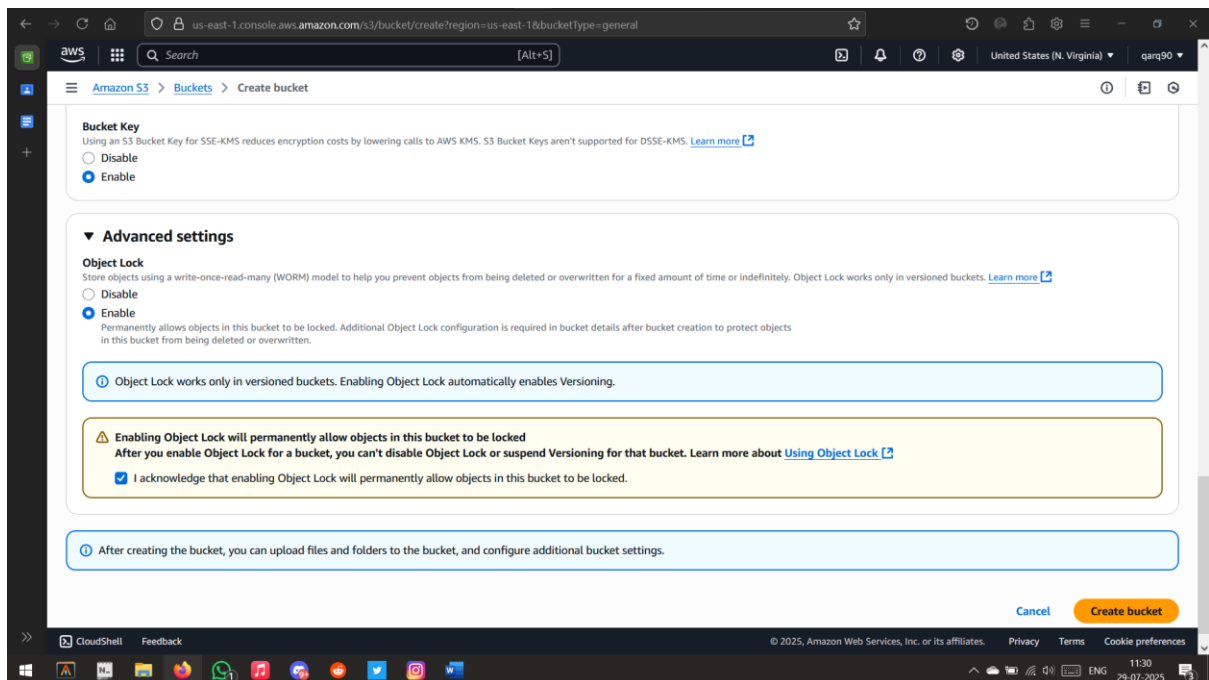 us-east-1.console.aws.amazon.com/s3/bucket/create?region=us-east-1&bucketType=general
aws
Search
[Alt+S]
United States (N. Virginia)
qarq90
Amazon S3 > Buckets > Create bucket
Bucket Key
Using an S3 Bucket Key for SSE-KMS reduces encryption costs by lowering calls to AWS KMS. S3 Bucket Keys aren't supported for DSSE-KMS. Learn more
Disable
Enable
Advanced settings
Object Lock
Store objects using a write-once-read-many (WORM) model to help you prevent objects from being deleted or overwritten for a fixed amount of time or indefinitely. Object Lock works only in versioned buckets. Learn more
Disable
Enable
Permanently allows objects in this bucket to be locked. Additional Object Lock configuration is required in bucket details after bucket creation to protect objects
in this bucket from being deleted or overwritten.
Object Lock works only in versioned buckets. Enabling Object Lock automatically enables Versioning.
Enabling Object Lock will permanently allow objects in this bucket to be locked
After you enable Object Lock for a bucket, you can't disable Object Lock or suspend Versioning for that bucket. Learn more about Using Object Lock
I acknowledge that enabling Object Lock will permanently allow objects in this bucket to be locked.
After creating the bucket, you can upload files and folders to the bucket, and configure additional bucket settings.
Cancel
Create bucket
CloudShell
Feedback
© 2025, Amazon Web Services, Inc. or its affiliates.
Privacy
Terms
Cookie preferences
ENG
11:30
29-07-2025